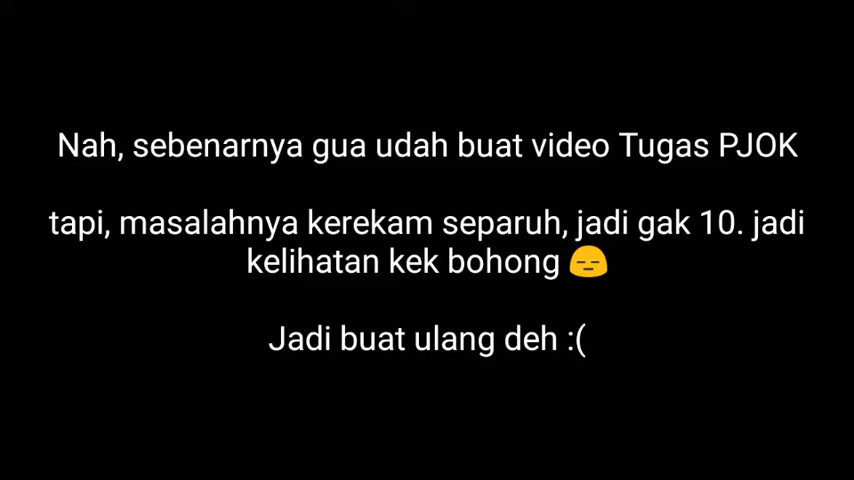 Nah, sebenarnya gua udah buat video Tugas PJOK
tapi, masalahnya kerekam separuh, jadi gak 10. jadi
kelihatan kek bohong 😑
Jadi buat ulang deh :(